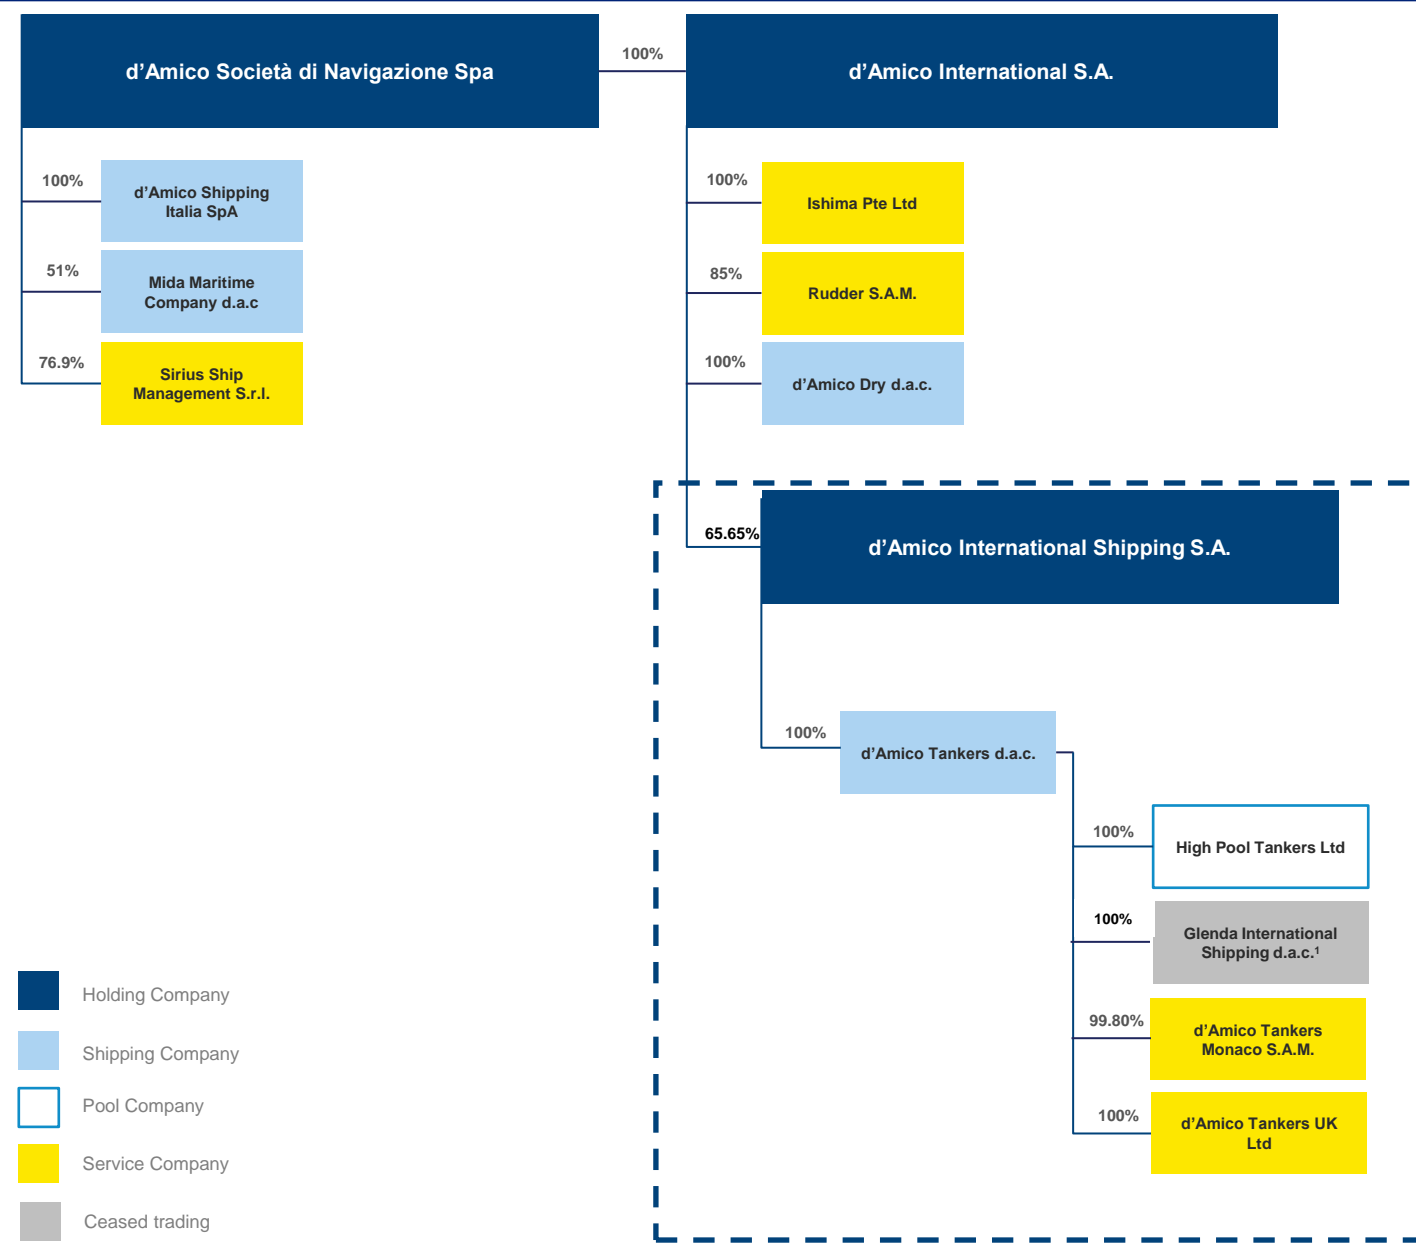 d’Amico Società di Navigazione Spa
100%
d’Amico International S.A.
100%
d’Amico Shipping
Italia SpA
51%
Mida Maritime
Company d.a.c
76.9%
Sirius Ship
Management S.r.l.
100%
Ishima Pte Ltd
85%
Rudder S.A.M.
100%
d’Amico Dry d.a.c.
65.65%
d’Amico International Shipping S.A.
100%
d’Amico Tankers d.a.c.
100%
High Pool Tankers Ltd
100%
Glenda International
Shipping d.a.c.¹
99.80%
d’Amico Tankers
Monaco S.A.M.
100%
d’Amico Tankers UK
Ltd
Holding Company
Shipping Company
Pool Company
Service Company
Ceased trading